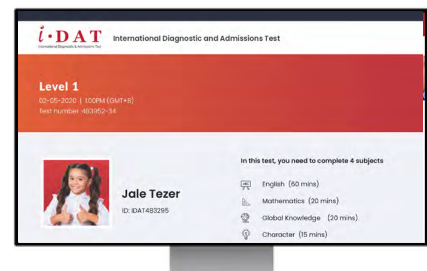 i·DAT
International Diagnostic & Admissions Test
International Diagnostic and Admissions Test
Level 1
02-05-2020 | 1:00PM (GMT+8)
Test number :483952-34
In this test, you need to complete 4 subjects
English (60 mins)
Jale Tezer
Mathematics (20 mins)
ID: IDAT483295
Global Knowledge (20 mins)
Character (15 mins)